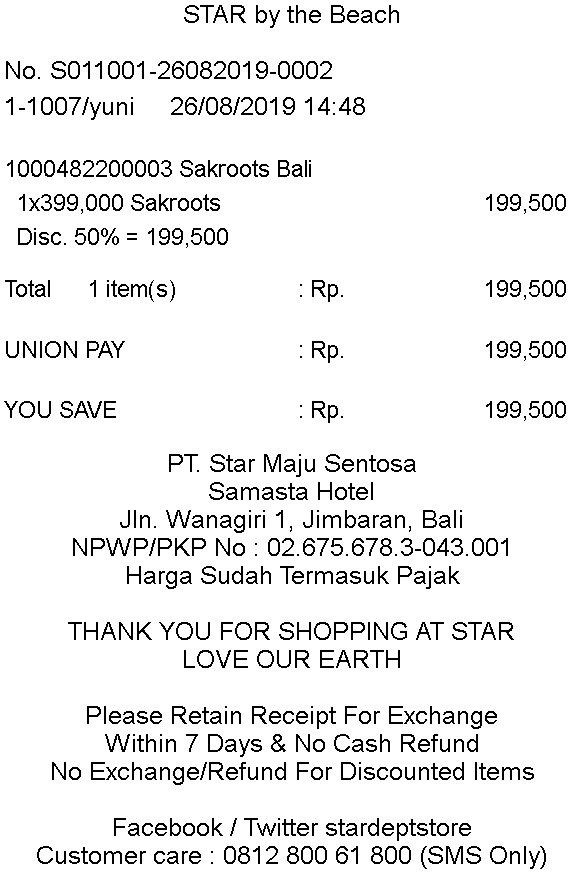 STAR by the Beach
No. S011001-26082019-0002
1-1007/yuni 26/08/2019 14:48
1000482200003 Sakroots Bali
1x399,000 Sakroots 199,500
Disc. 50% = 199,500
Total 1 item(s) : Rp. 199,500
UNION PAY : Rp. 199,500
YOU SAVE : Rp. 199,500
PT. Star Maju Sentosa
Samasta Hotel
Jln. Wanagiri 1, Jimbaran, Bali
NPWP/PKP No : 02.675.678.3-043.001
Harga Sudah Termasuk Pajak
THANK YOU FOR SHOPPING AT STAR
LOVE OUR EARTH
Please Retain Receipt For Exchange
Within 7 Days & No Cash Refund
No Exchange/Refund For Discounted Items
Facebook / Twitter stardeptstore
Customer care : 0812 800 61 800 (SMS Only)